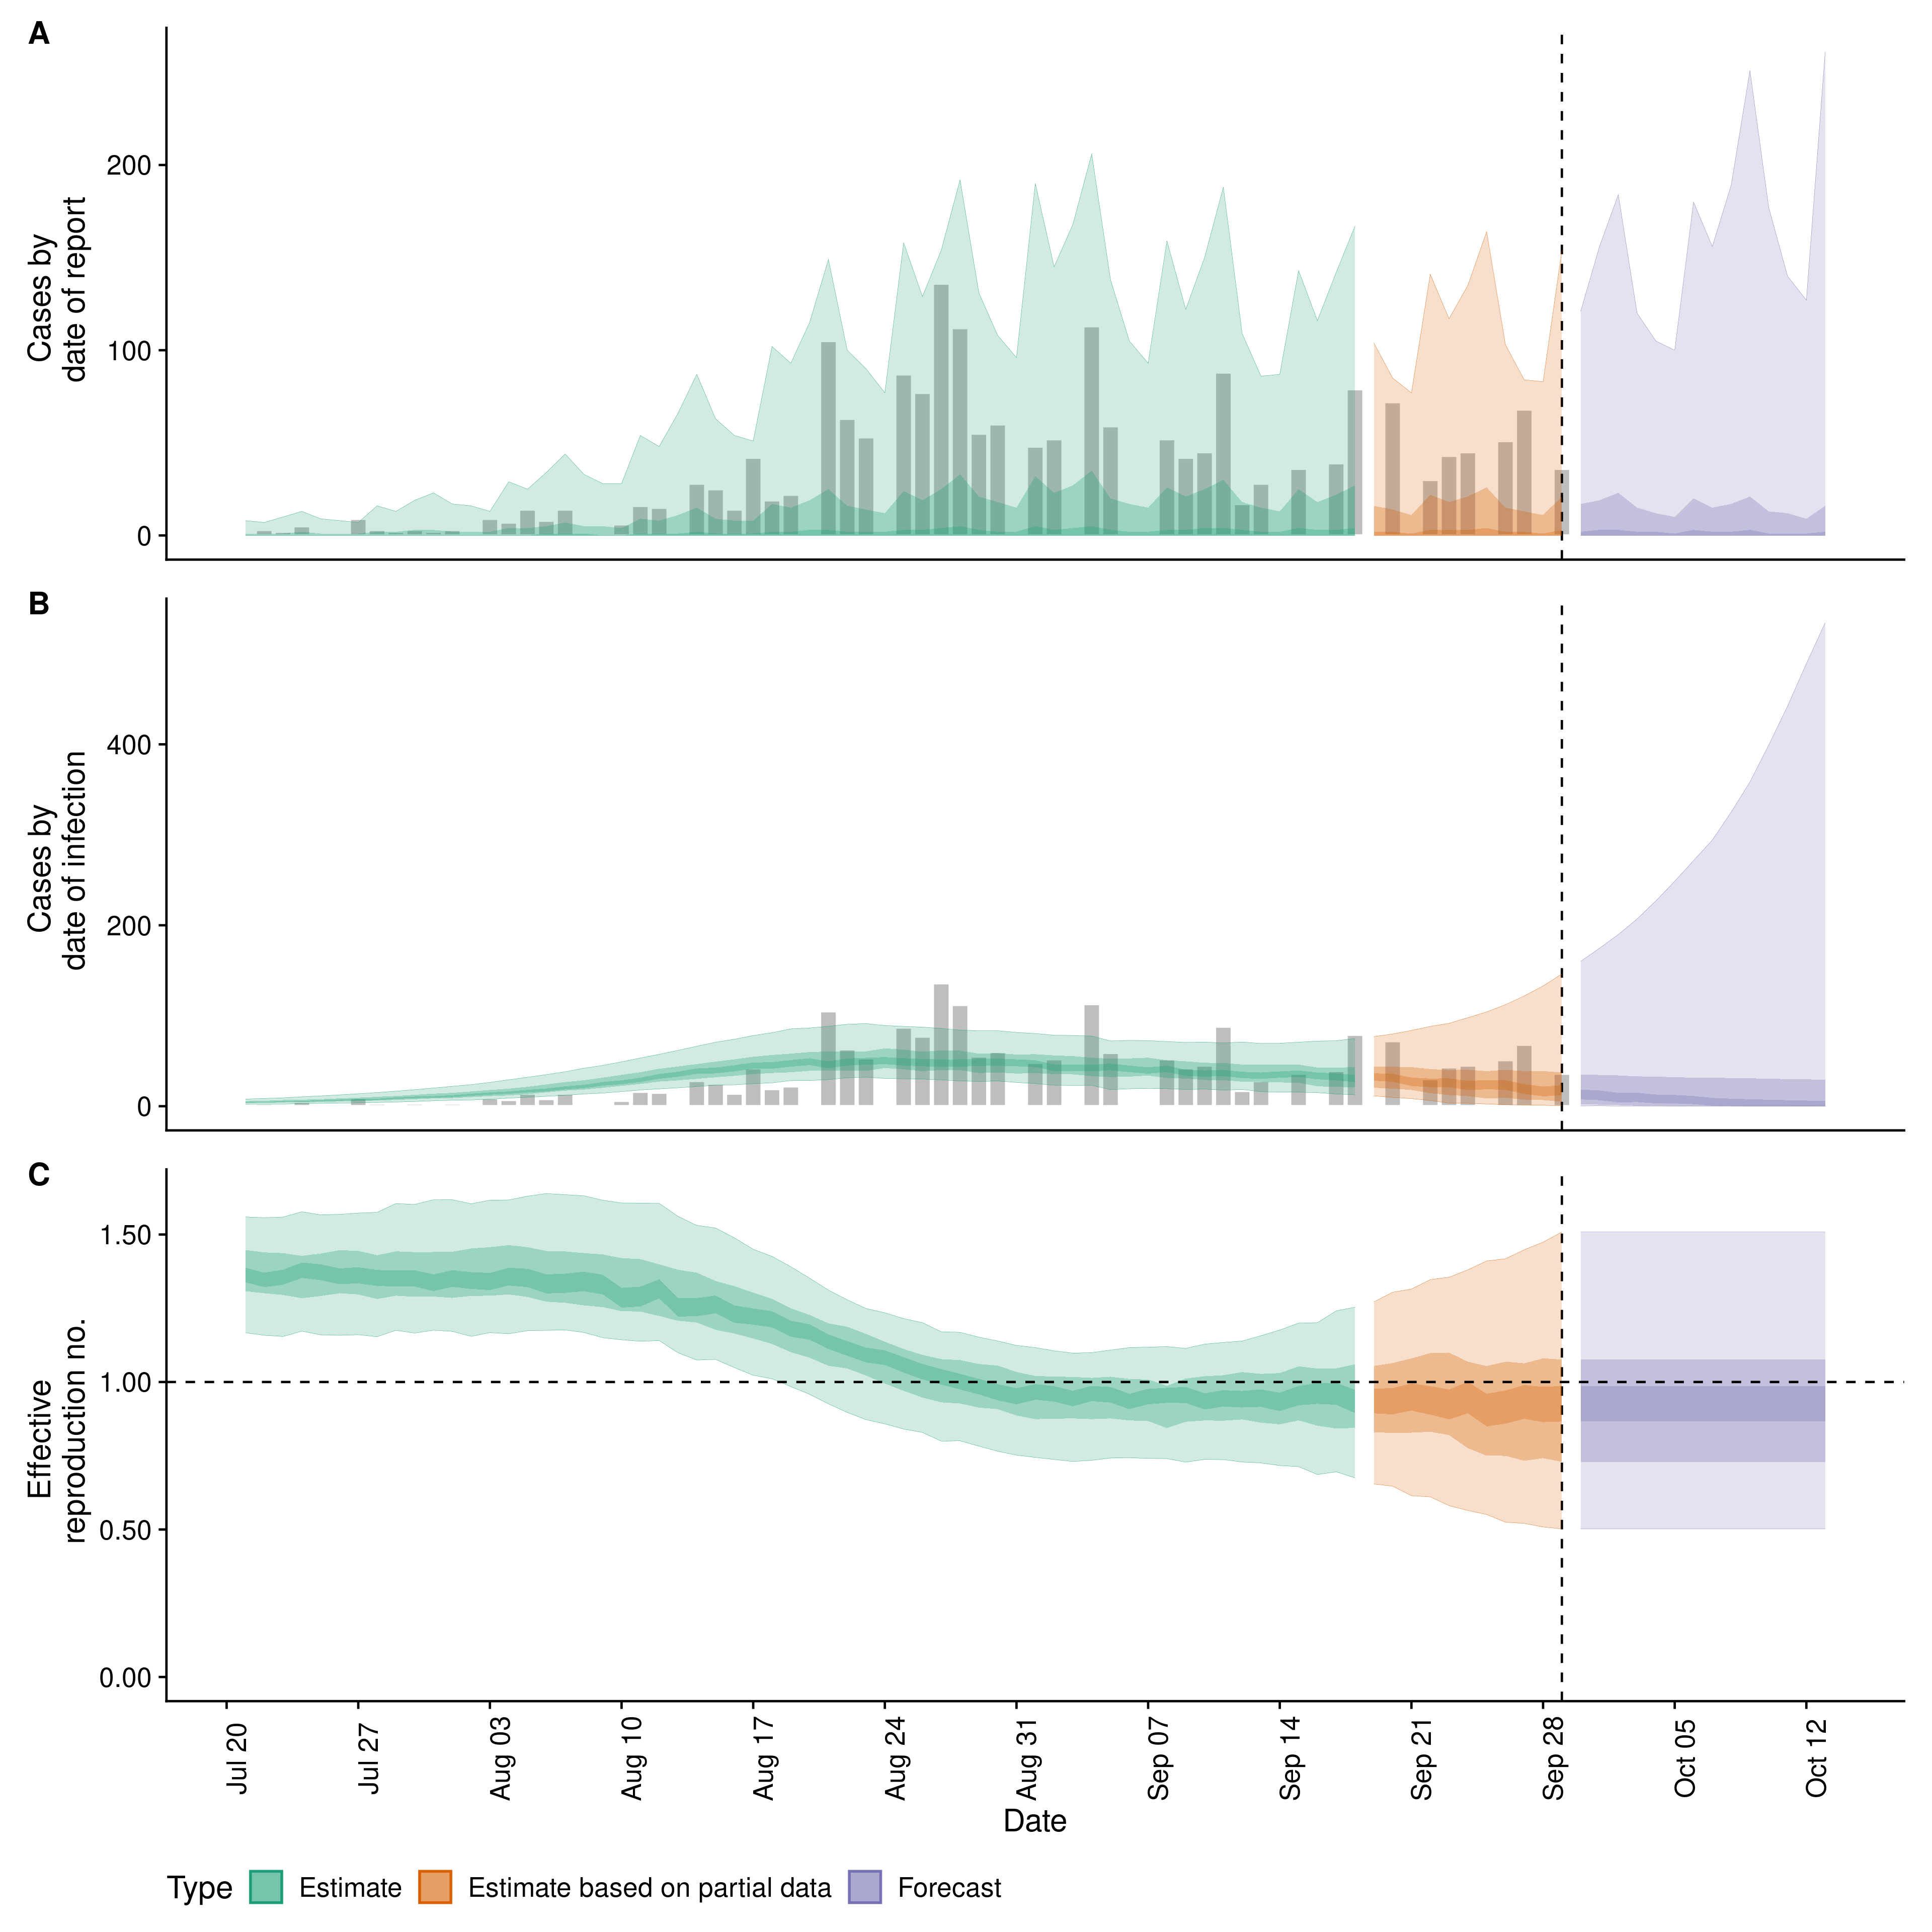 A
Cases by
date of report
200
100
0
B
Cases by
date of infection
400
200
0
C
Effective
reproduction no.
1.50
1.00
0.50
0.00
Jul 20
Jul 27
Aug 03
Aug 10
Aug 17
Aug 24
Aug 31
Sep 07
Sep 14
Sep 21
Sep 28
Oct 05
Oct 12
Date
Type Estimate Estimate based on partial data Forecast